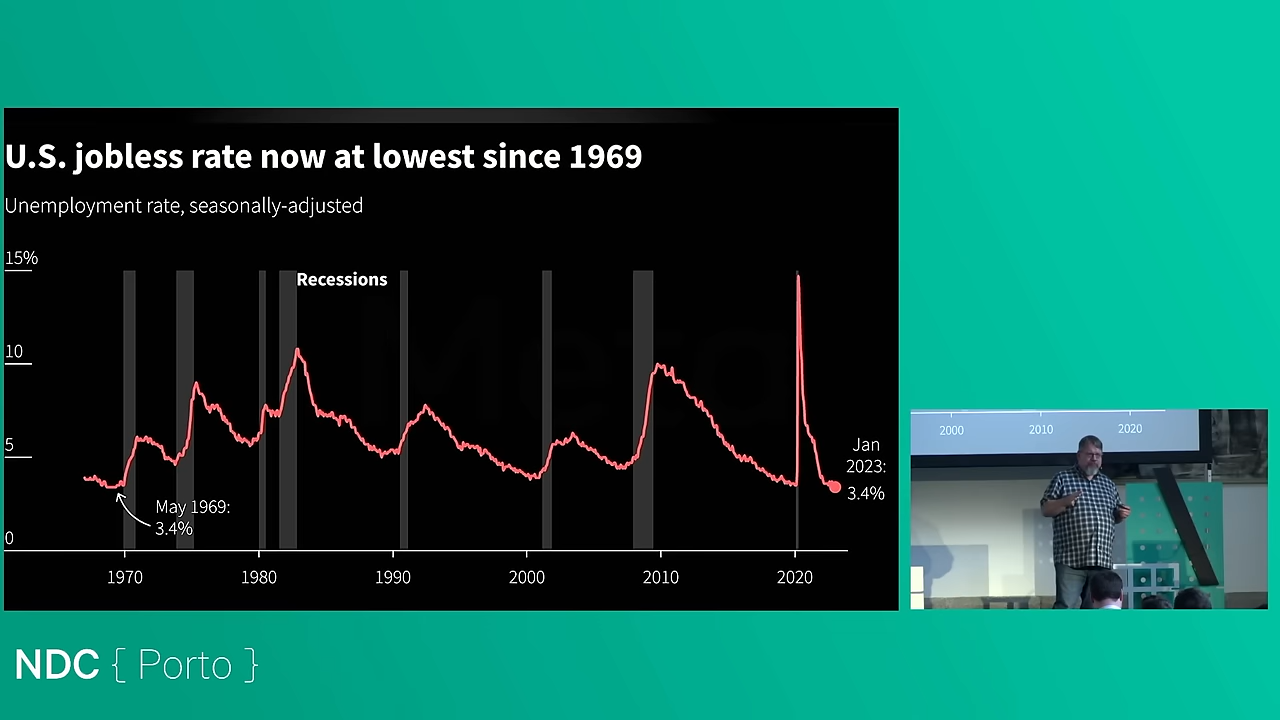 U.S. jobless rate now at lowest since 1969
Unemployment rate, seasonally-adjusted
15%
Recessions
10
5
0
May 1969:
3.4%
Jan
2023:
3.4%
1970 1980 1990 2000 2010 2020
2000 2010 2020
NDC { Porto }